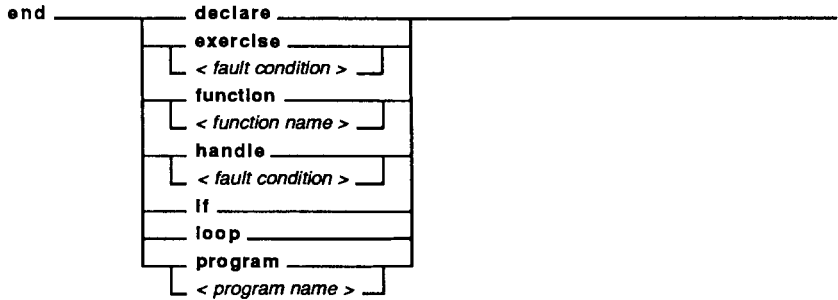 end declare
exercise
< fault condition >
function
< function name >
handle
< fault condition >
if
loop
program
< program name >